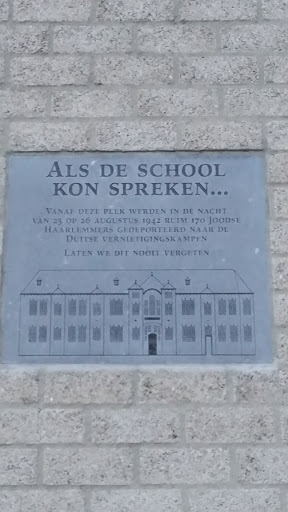 ALS DE SCHOOL
KON SPREKEN...
VANAF DEZE PLEK WERDEN IN DE NACHT
VAN 25 OP 26 AUGUSTUS 1942 RUIM 170 JOODSE
HAARLEMMERS GEDEPORTEERD NAAR DE
DUITSE VERNIETIGINGSKAMPEN
LATEN WE DIT NOOIT VERGETEN